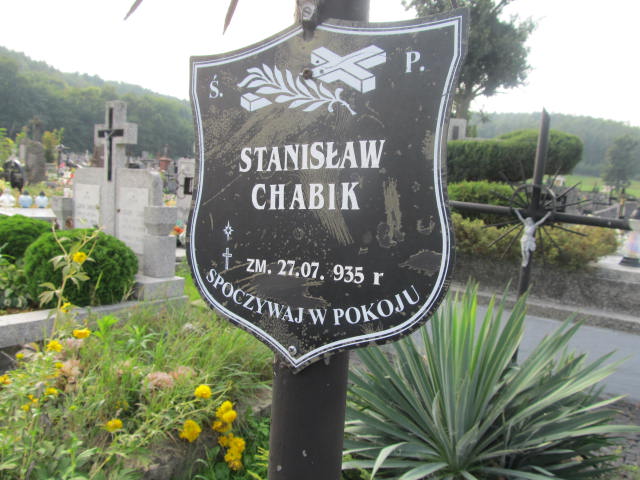 Ś. P.
STANISŁAW
CHABIK
ZM. 27.07. 935 r
SPOCZYWAJ W POKOJU